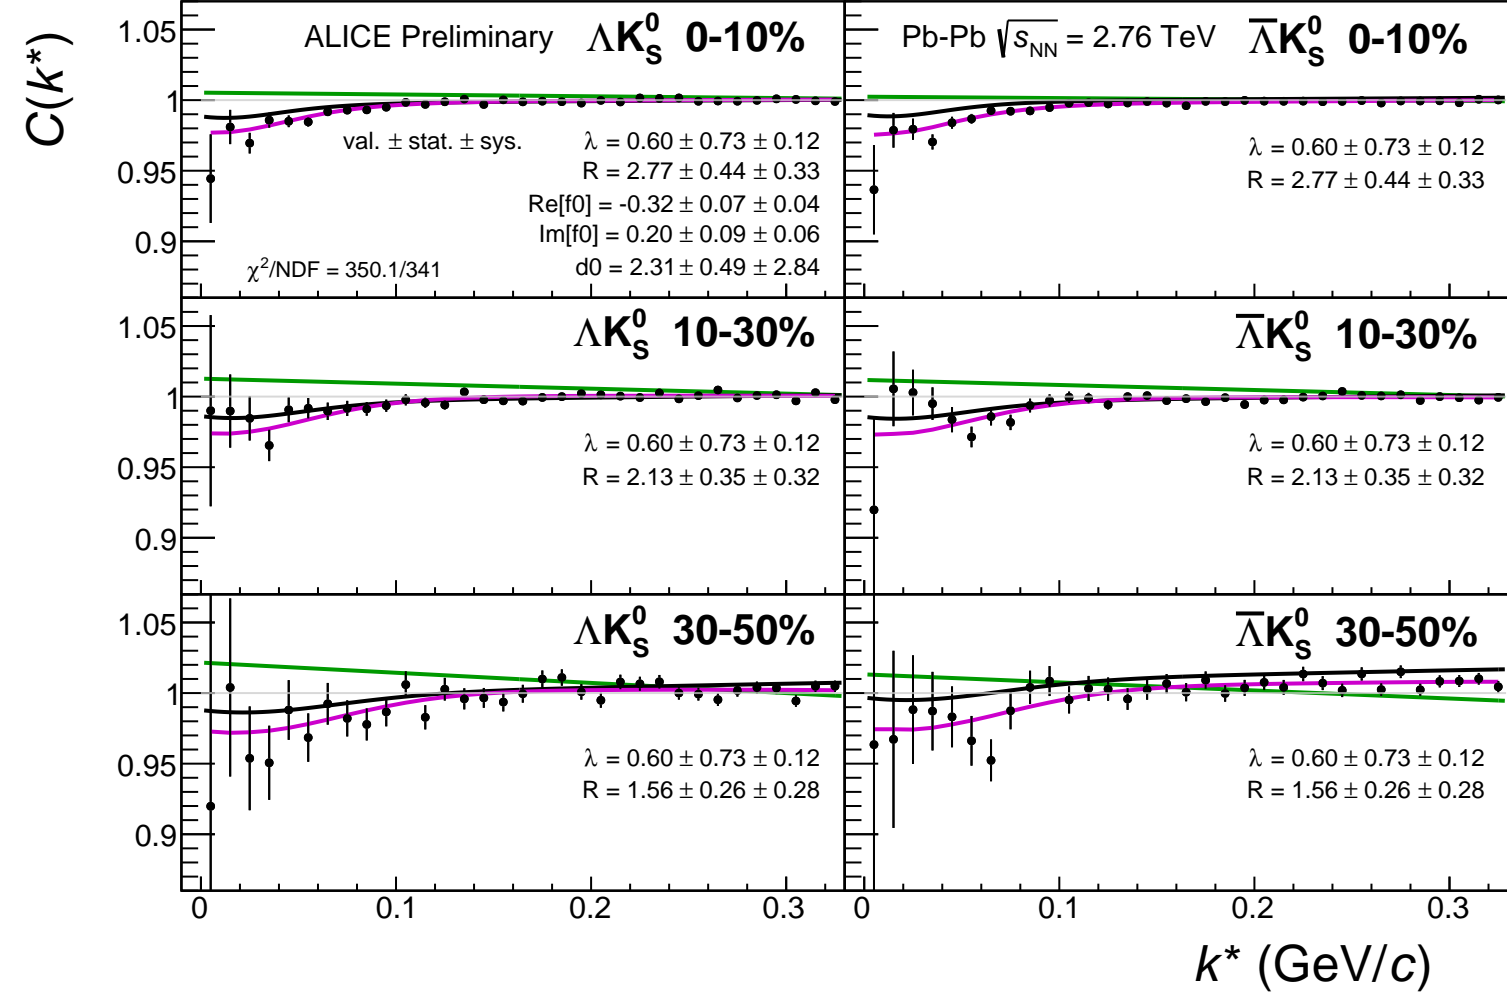 C(k*)
1.05
1
0.95
0.9
ALICE Preliminary ΛK⁰S 0-10%
val. ± stat. ± sys.
λ = 0.60 ± 0.73 ± 0.12
R = 2.77 ± 0.44 ± 0.33
Re[f0] = -0.32 ± 0.07 ± 0.04
Im[f0] = 0.20 ± 0.09 ± 0.06
d0 = 2.31 ± 0.49 ± 2.84
χ²/NDF = 350.1/341
Pb-Pb √sNN = 2.76 TeV Λ̅K⁰S 0-10%
λ = 0.60 ± 0.73 ± 0.12
R = 2.77 ± 0.44 ± 0.33
1.05
1
0.95
0.9
ΛK⁰S 10-30%
λ = 0.60 ± 0.73 ± 0.12
R = 2.13 ± 0.35 ± 0.32
Λ̅K⁰S 10-30%
λ = 0.60 ± 0.73 ± 0.12
R = 2.13 ± 0.35 ± 0.32
1.05
1
0.95
0.9
ΛK⁰S 30-50%
λ = 0.60 ± 0.73 ± 0.12
R = 1.56 ± 0.26 ± 0.28
Λ̅K⁰S 30-50%
λ = 0.60 ± 0.73 ± 0.12
R = 1.56 ± 0.26 ± 0.28
0 0.1 0.2 0.3
0 0.1 0.2 0.3
k* (GeV/c)